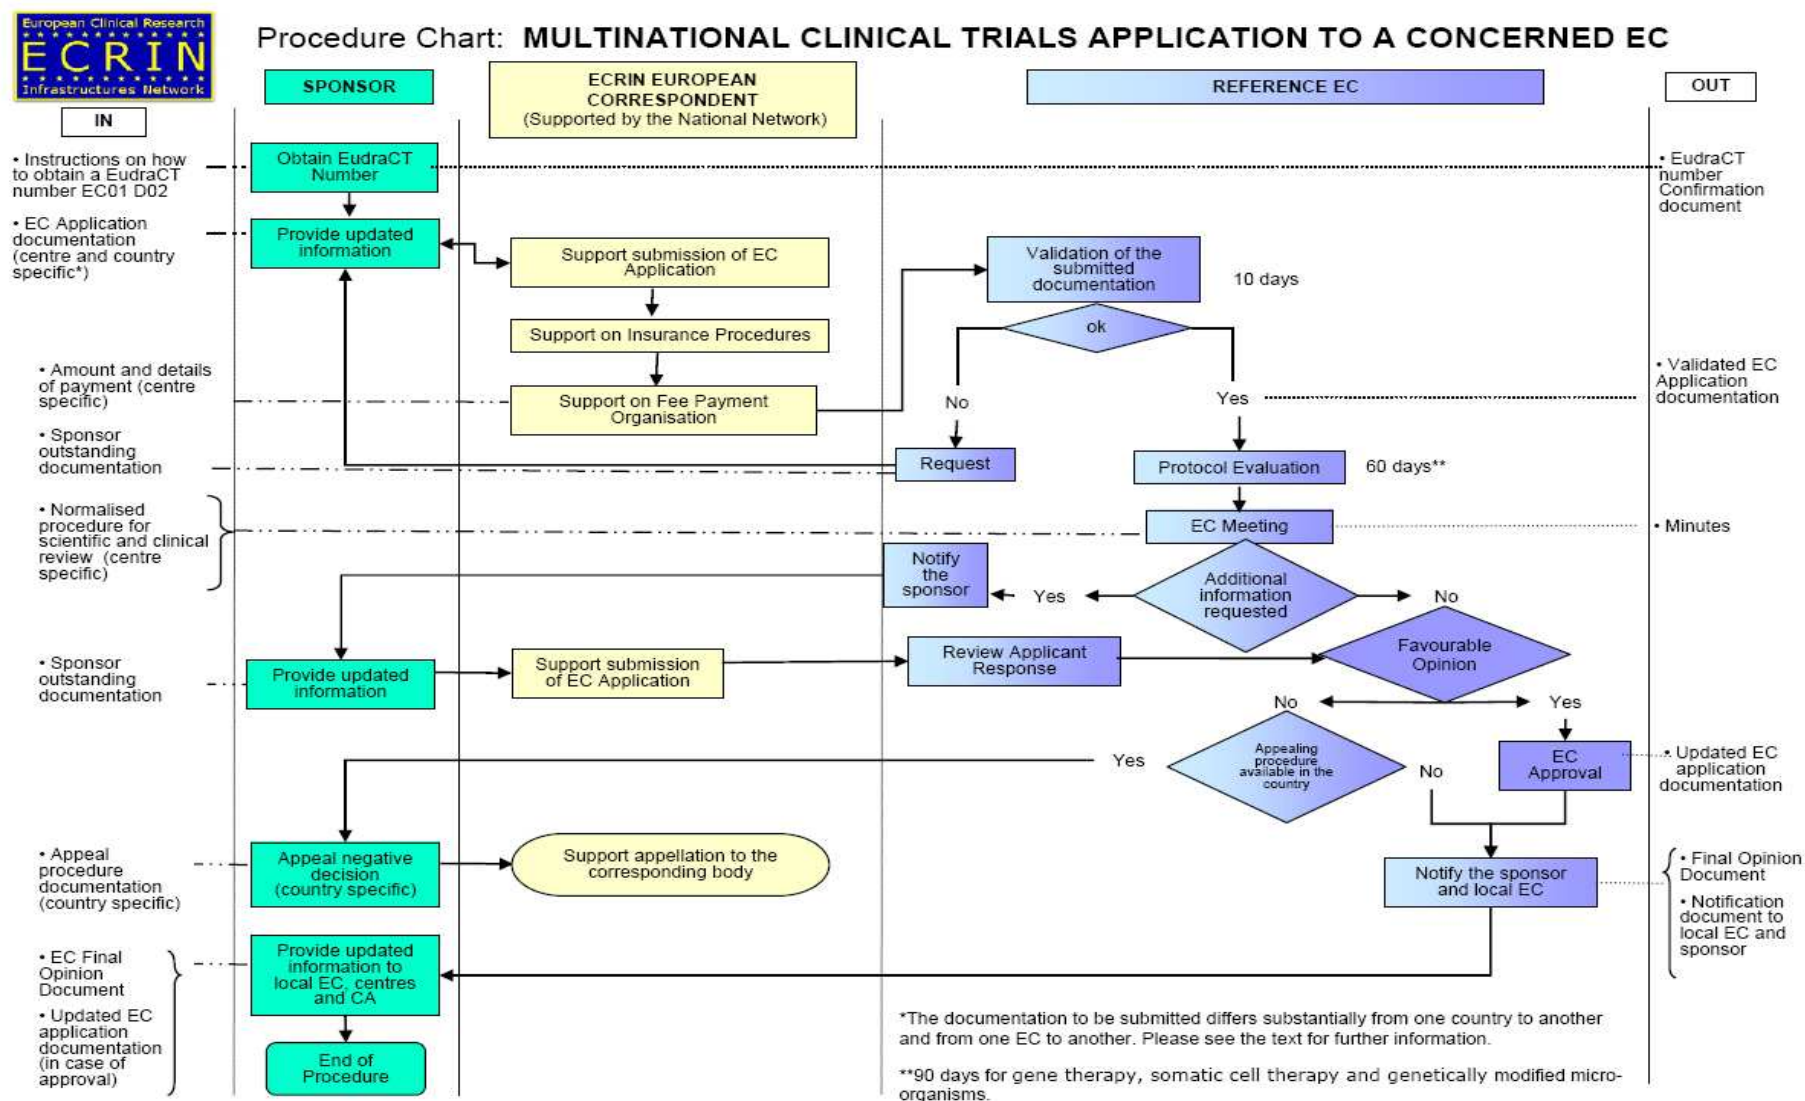 European Clinical Research
ECRIN
Infrastructures Network
Procedure Chart: MULTINATIONAL CLINICAL TRIALS APPLICATION TO A CONCERNED EC
IN
SPONSOR
ECRIN EUROPEAN
CORRESPONDENT
(Supported by the National Network)
REFERENCE EC
OUT
• Instructions on how
to obtain a EudraCT
number EC01 D02
Obtain EudraCT
Number
• EudraCT
number
Confirmation
document
• EC Application
documentation
(centre and country
specific*)
Provide updated
information
Support submission of EC
Application
Validation of the
submitted
documentation
10 days
ok
Support on Insurance Procedures
• Amount and details
of payment (centre
specific)
Support on Fee Payment
Organisation
No
Yes
• Validated EC
Application
documentation
• Sponsor
outstanding
documentation
Request
Protocol Evaluation
60 days**
• Normalised
procedure for
scientific and clinical
review (centre
specific)
EC Meeting
• Minutes
Notify
the
sponsor
Yes
Additional
information
requested
No
• Sponsor
outstanding
documentation
Provide updated
information
Support submission
of EC Application
Review Applicant
Response
Favourable
Opinion
No
Yes
Yes
Appealing
procedure
available in the
country
No
EC
Approval
• Updated EC
application
documentation
• Appeal
procedure
documentation
(country specific)
Appeal negative
decision
(country specific)
Support appellation to the
corresponding body
Notify the sponsor
and local EC
• Final Opinion
Document
• Notification
document to
local EC and
sponsor
• EC Final
Opinion
Document
• Updated EC
application
documentation
(in case of
approval)
Provide updated
information to
local EC, centres
and CA
End of
Procedure
*The documentation to be submitted differs substantially from one country to another
and from one EC to another. Please see the text for further information.
**90 days for gene therapy, somatic cell therapy and genetically modified micro-
organisms.